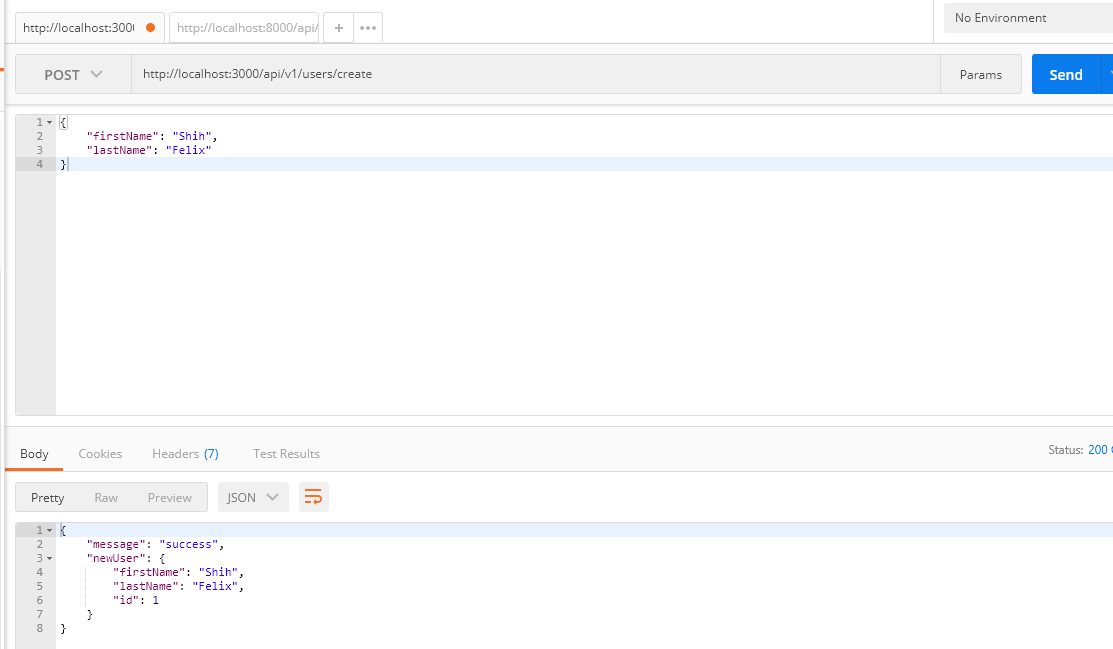 http://localhost:300
http://localhost:8000/api/
+
•••
No Environment
POST
http://localhost:3000/api/v1/users/create
Params
Send
1 {
2 "firstName": "Shih",
3 "lastName": "Felix"
4 }
Body Cookies Headers (7) Test Results
Status: 200
Pretty Raw Preview JSON
1 {
2 "message": "success",
3 "newUser": {
4 "firstName": "Shih",
5 "lastName": "Felix",
6 "id": 1
7 }
8 }